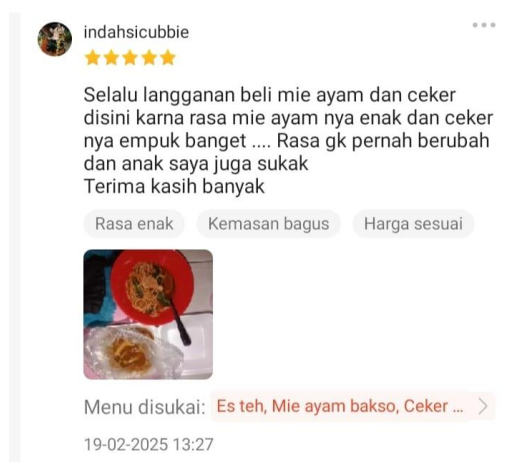 indahsicubbie
Selalu langganan beli mie ayam dan ceker
disini karna rasa mie ayam nya enak dan ceker
nya empuk banget .... Rasa gk pernah berubah
dan anak saya juga sukak
Terima kasih banyak
Rasa enak Kemasan bagus Harga sesuai
Menu disukai: Es teh, Mie ayam bakso, Ceker ...
19-02-2025 13:27